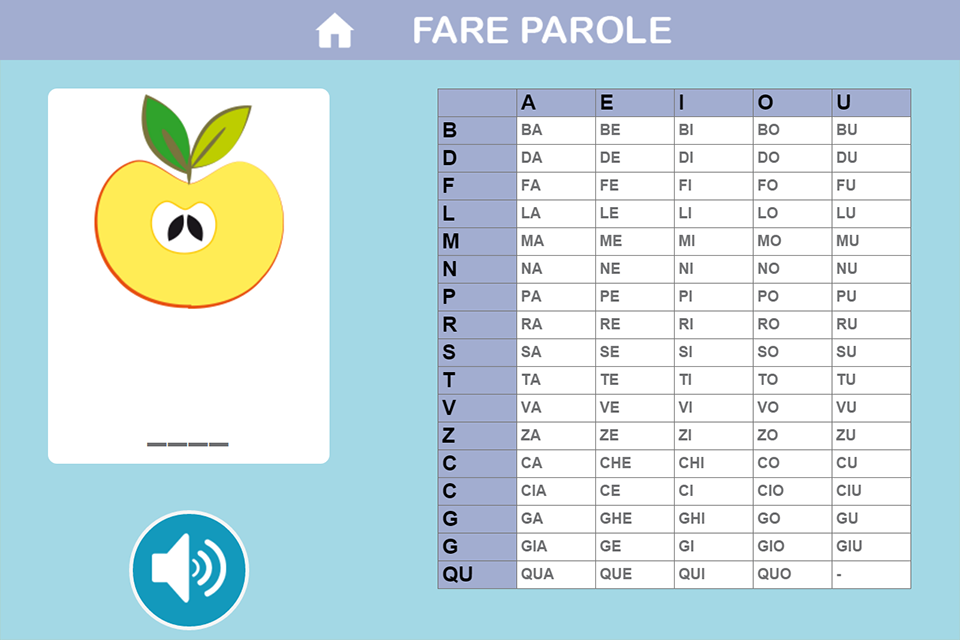 FARE PAROLE
A E I O U
B BA BE BI BO BU
D DA DE DI DO DU
F FA FE FI FO FU
L LA LE LI LO LU
M MA ME MI MO MU
N NA NE NI NO NU
P PA PE PI PO PU
R RA RE RI RO RU
S SA SE SI SO SU
T TA TE TI TO TU
V VA VE VI VO VU
Z ZA ZE ZI ZO ZU
C CA CHE CHI CO CU
C CIA CE CI CIO CIU
G GA GHE GHI GO GU
G GIA GE GI GIO GIU
QU QUA QUE QUI QUO -
____